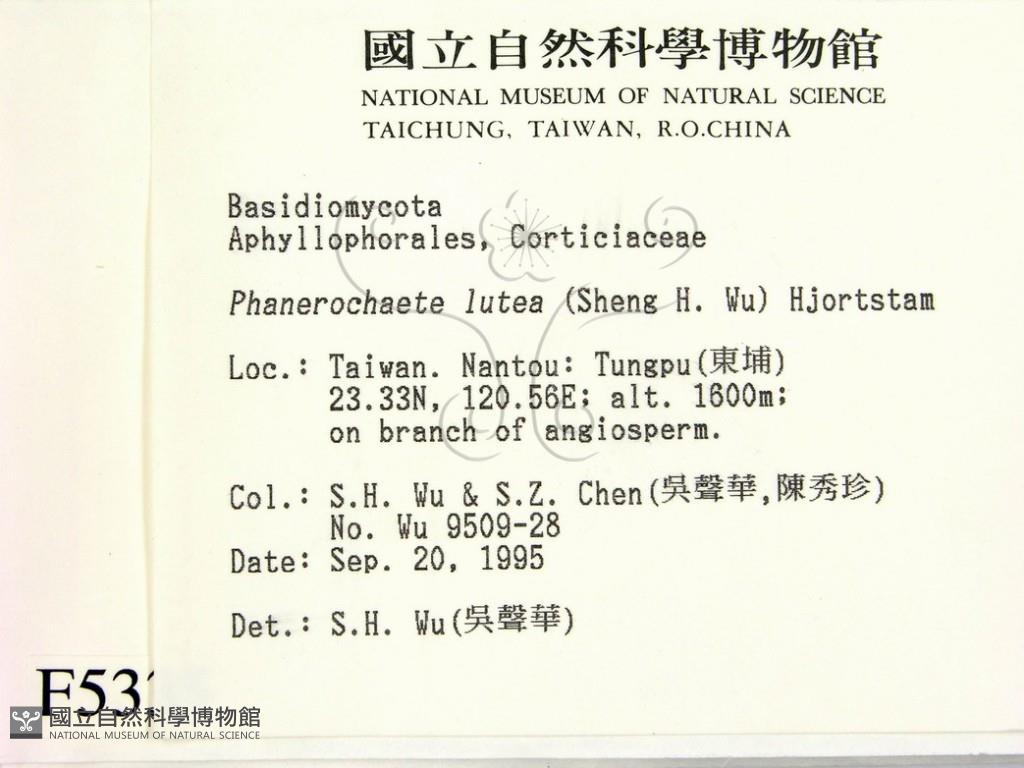 國立自然科學博物館
NATIONAL MUSEUM OF NATURAL SCIENCE
TAICHUNG, TAIWAN, R.O.CHINA
Basidiomycota
Aphyllophorales, Corticiaceae
Phanerochaete lutea (Sheng H. Wu) Hjortstam
Loc.: Taiwan. Nantou: Tungpu(東埔)
23.33N, 120.56E; alt. 1600m;
on branch of angiosperm.
Col.: S.H. Wu & S.Z. Chen(吳聲華,陳秀珍)
No. Wu 9509-28
Date: Sep. 20, 1995
Det.: S.H. Wu(吳聲華)
國立自然科學博物館
NATIONAL MUSEUM OF NATURAL SCIENCE